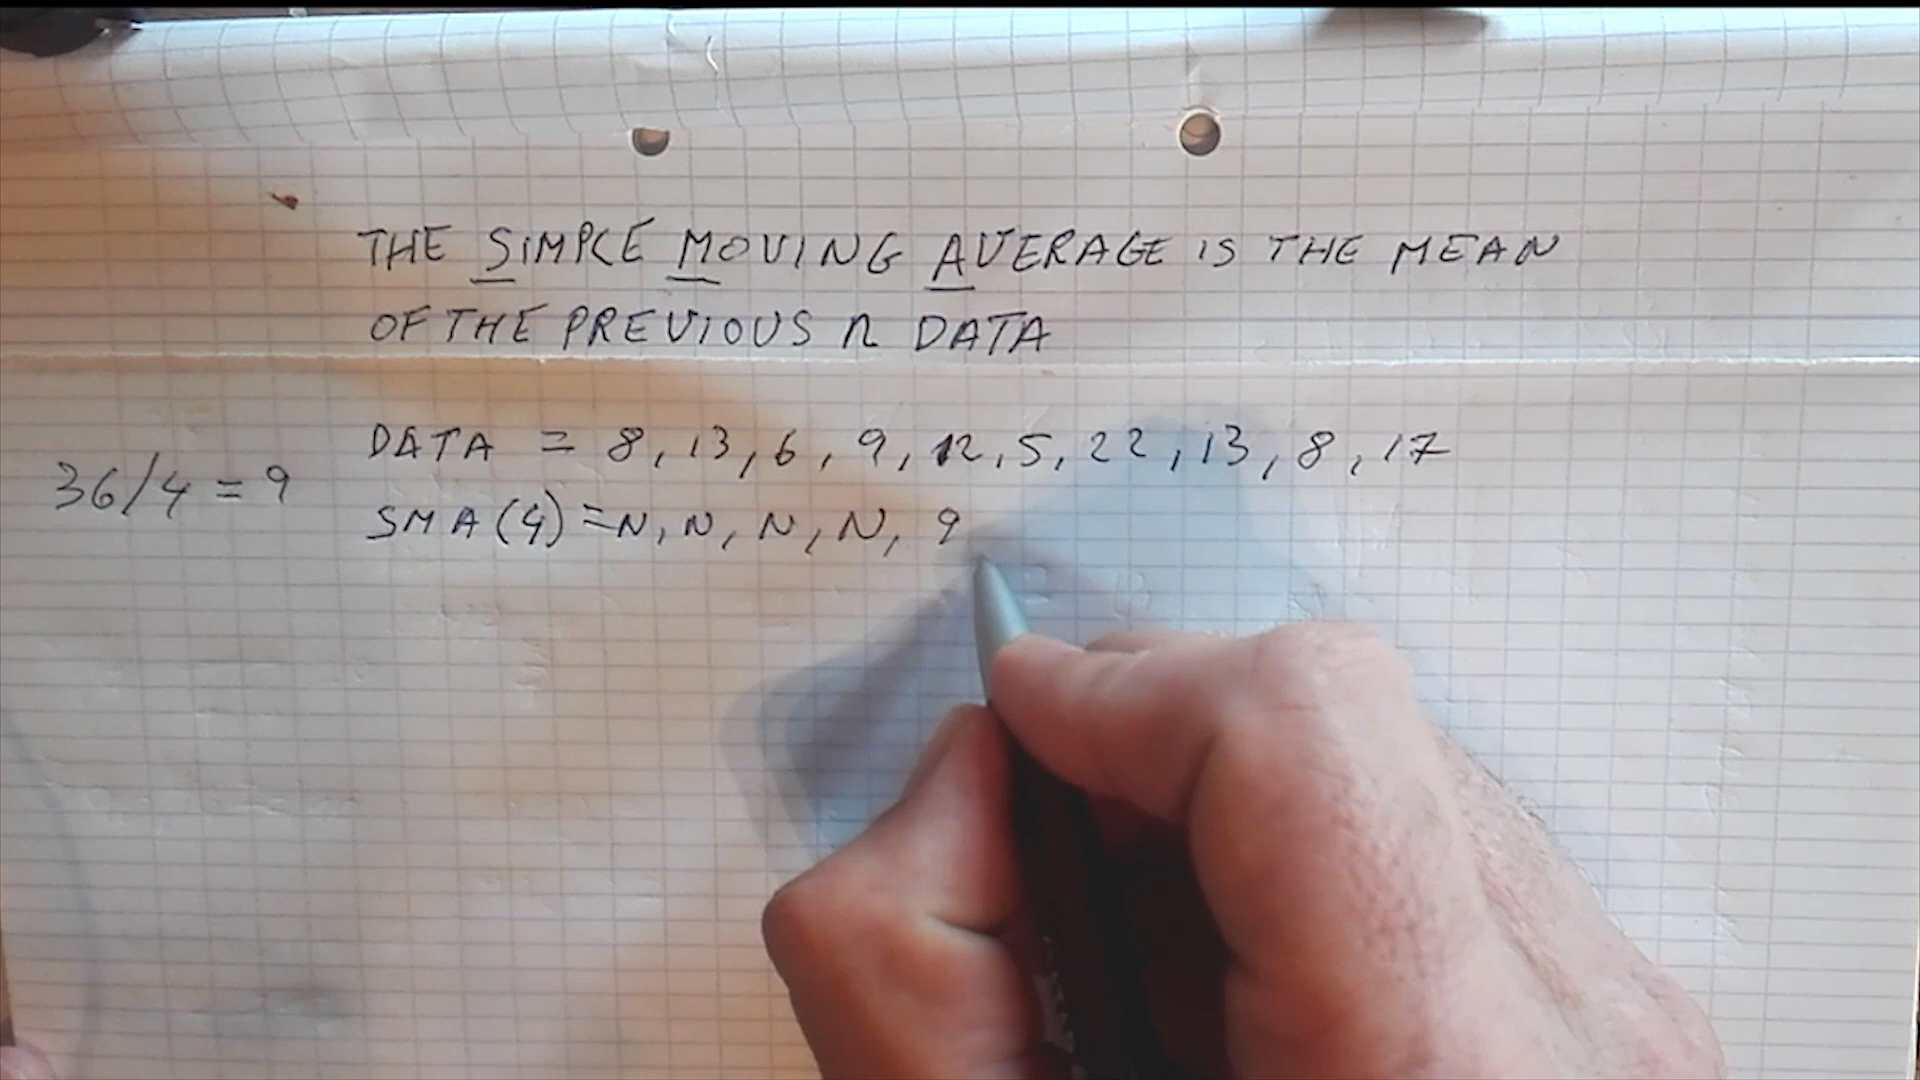 THE SIMPLE MOVING AVERAGE IS THE MEAN
OF THE PREVIOUS n DATA
DATA = 8, 13, 6, 9, 12, 5, 22, 13, 8, 17
36/4 = 9
SMA(4) = N, N, N, N, 9